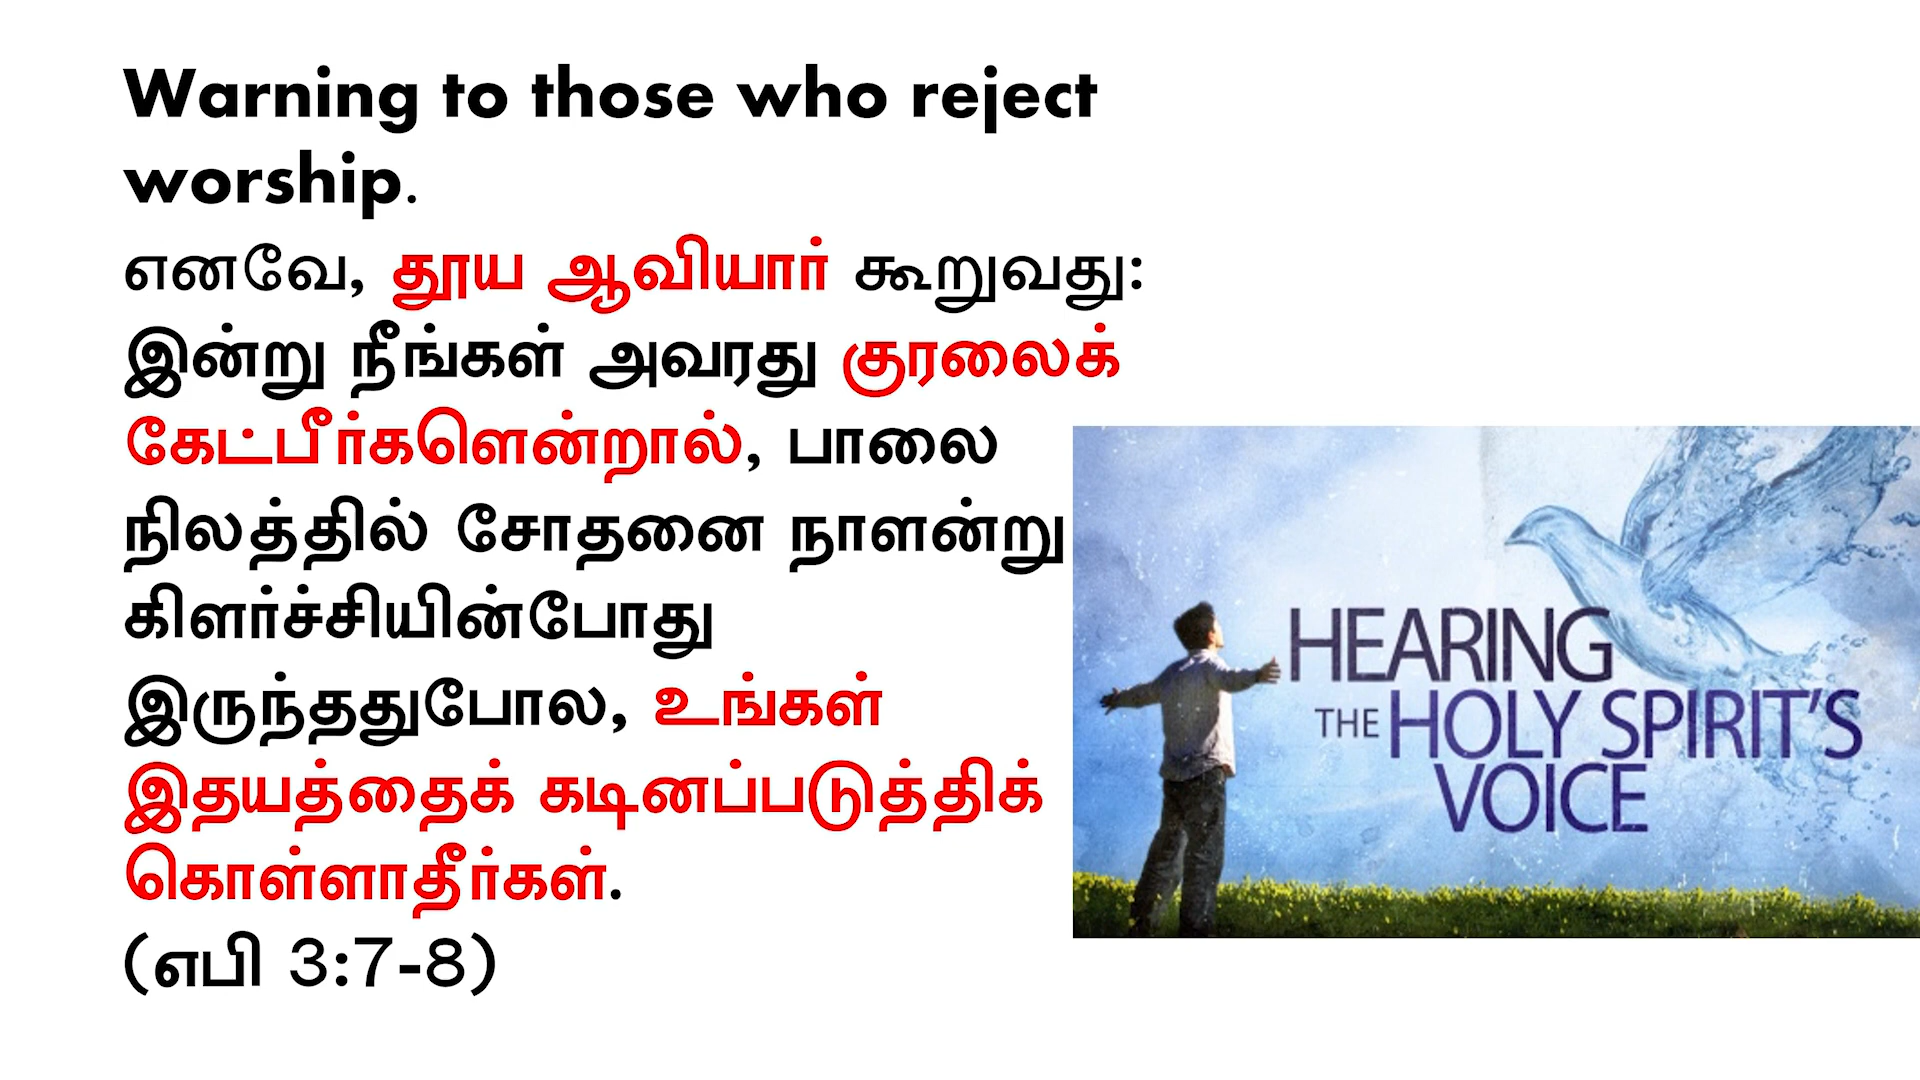 Warning to those who reject
worship.
எனவே, தூய ஆவியார் கூறுவது:
இன்று நீங்கள் அவரது குரலைக்
கேட்பீர்களென்றால், பாலை
நிலத்தில் சோதனை நாளன்று
கிளர்ச்சியின்போது
இருந்ததுபோல, உங்கள்
இதயத்தைக் கடினப்படுத்திக்
கொள்ளாதீர்கள்.
(எபி 3:7-8)
HEARING
THE HOLY SPIRIT'S
VOICE